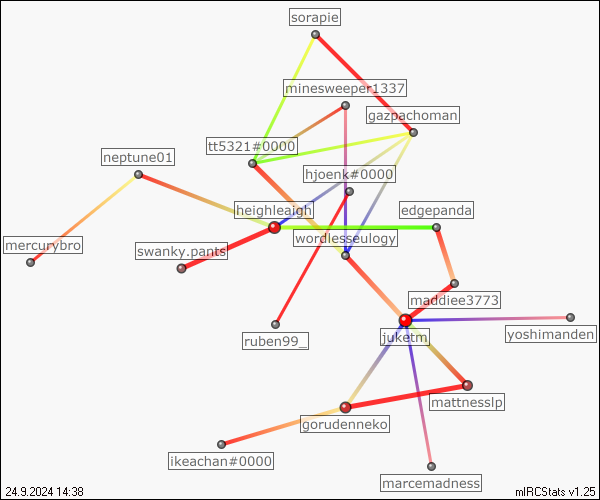 sorapie
minesweeper1337
gazpachoman
tt5321#0000
neptune01
hjoenk#0000
heighleigh
edgepanda
wordlesseulogy
mercurybro
swanky.pants
maddiee3773
juketm
yoshimanden
ruben99_
mattnesslp
gorudenneko
ikeachan#0000
marcemadness
24.9.2024 14:38
mIRCStats v1.25